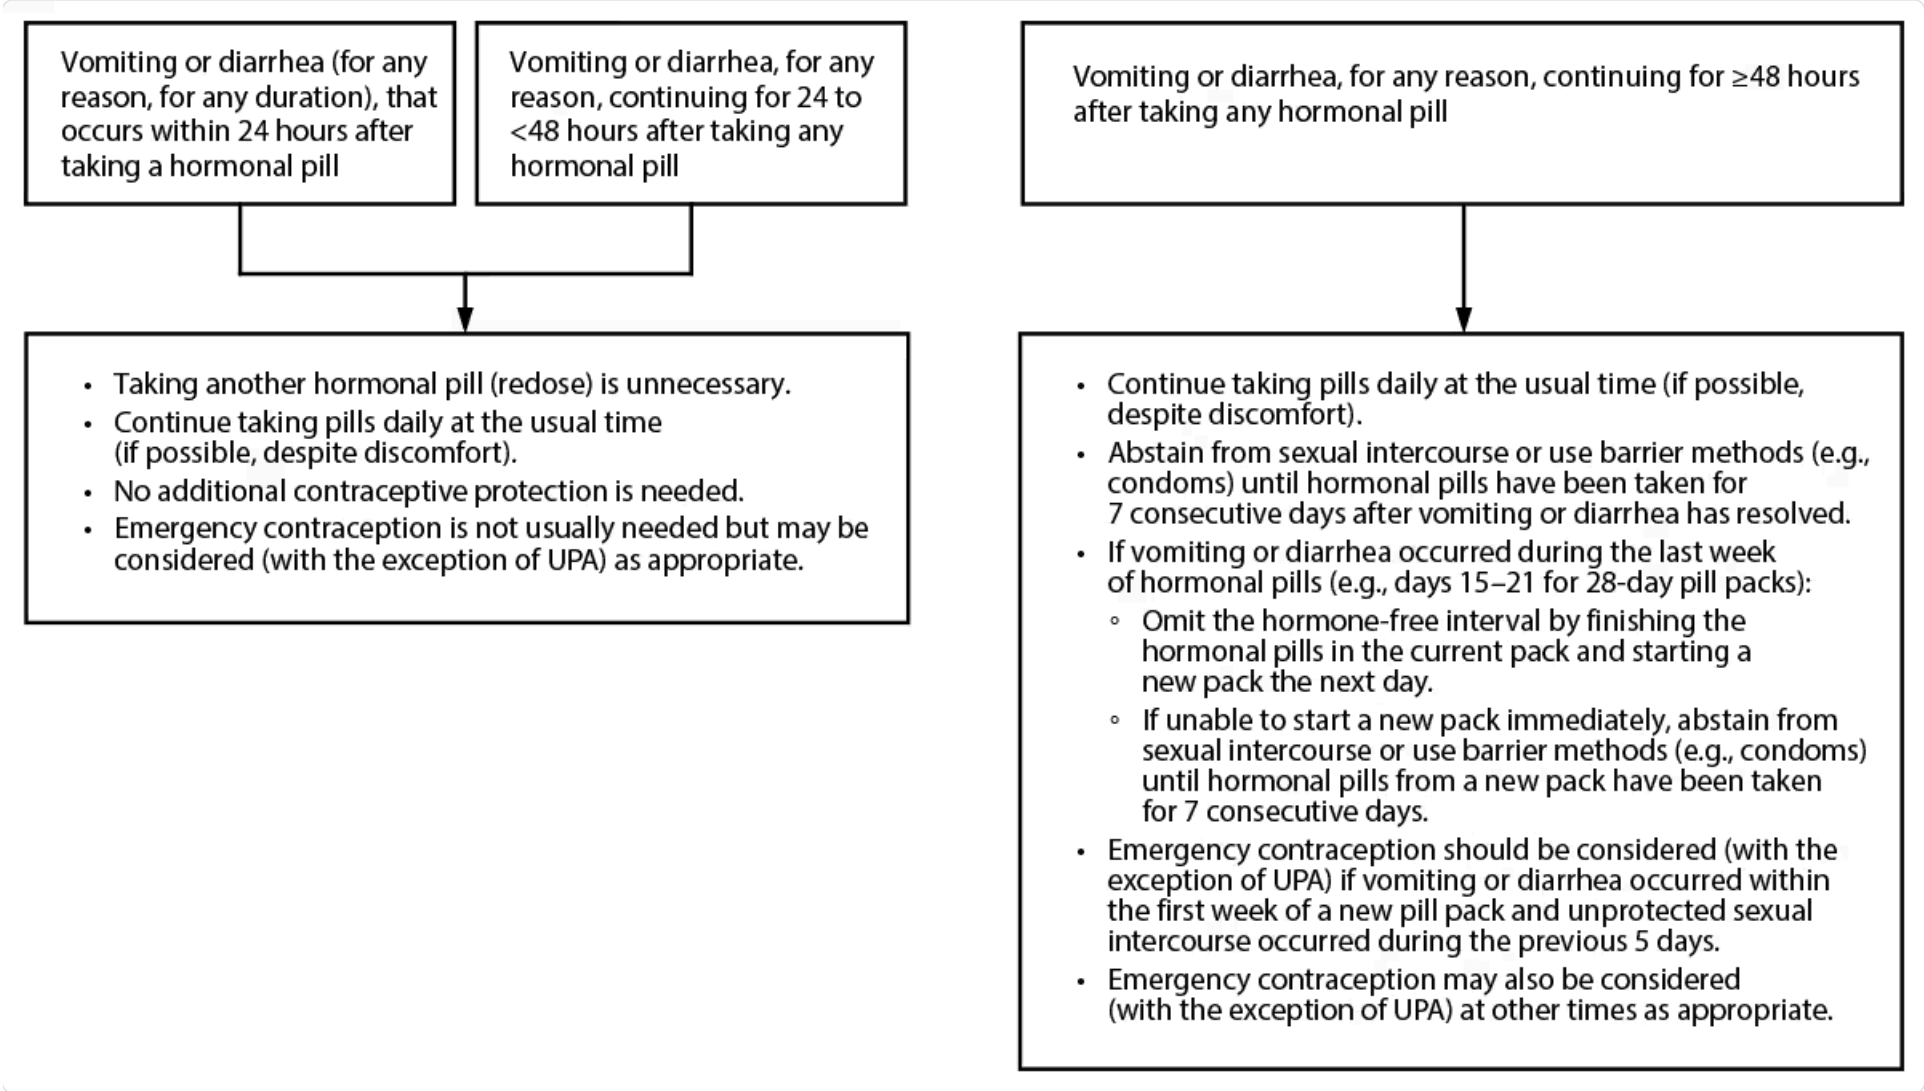 Vomiting or diarrhea (for any
reason, for any duration), that
occurs within 24 hours after
taking a hormonal pill
Vomiting or diarrhea, for any
reason, continuing for 24 to
<48 hours after taking any
hormonal pill
Vomiting or diarrhea, for any reason, continuing for ≥48 hours
after taking any hormonal pill
• Taking another hormonal pill (redose) is unnecessary.
• Continue taking pills daily at the usual time
(if possible, despite discomfort).
• No additional contraceptive protection is needed.
• Emergency contraception is not usually needed but may be
considered (with the exception of UPA) as appropriate.
• Continue taking pills daily at the usual time (if possible,
despite discomfort).
• Abstain from sexual intercourse or use barrier methods (e.g.,
condoms) until hormonal pills have been taken for
7 consecutive days after vomiting or diarrhea has resolved.
• If vomiting or diarrhea occurred during the last week
of hormonal pills (e.g., days 15–21 for 28-day pill packs):
◦ Omit the hormone-free interval by finishing the
hormonal pills in the current pack and starting a
new pack the next day.
◦ If unable to start a new pack immediately, abstain from
sexual intercourse or use barrier methods (e.g., condoms)
until hormonal pills from a new pack have been taken
for 7 consecutive days.
• Emergency contraception should be considered (with the
exception of UPA) if vomiting or diarrhea occurred within
the first week of a new pill pack and unprotected sexual
intercourse occurred during the previous 5 days.
• Emergency contraception may also be considered
(with the exception of UPA) at other times as appropriate.